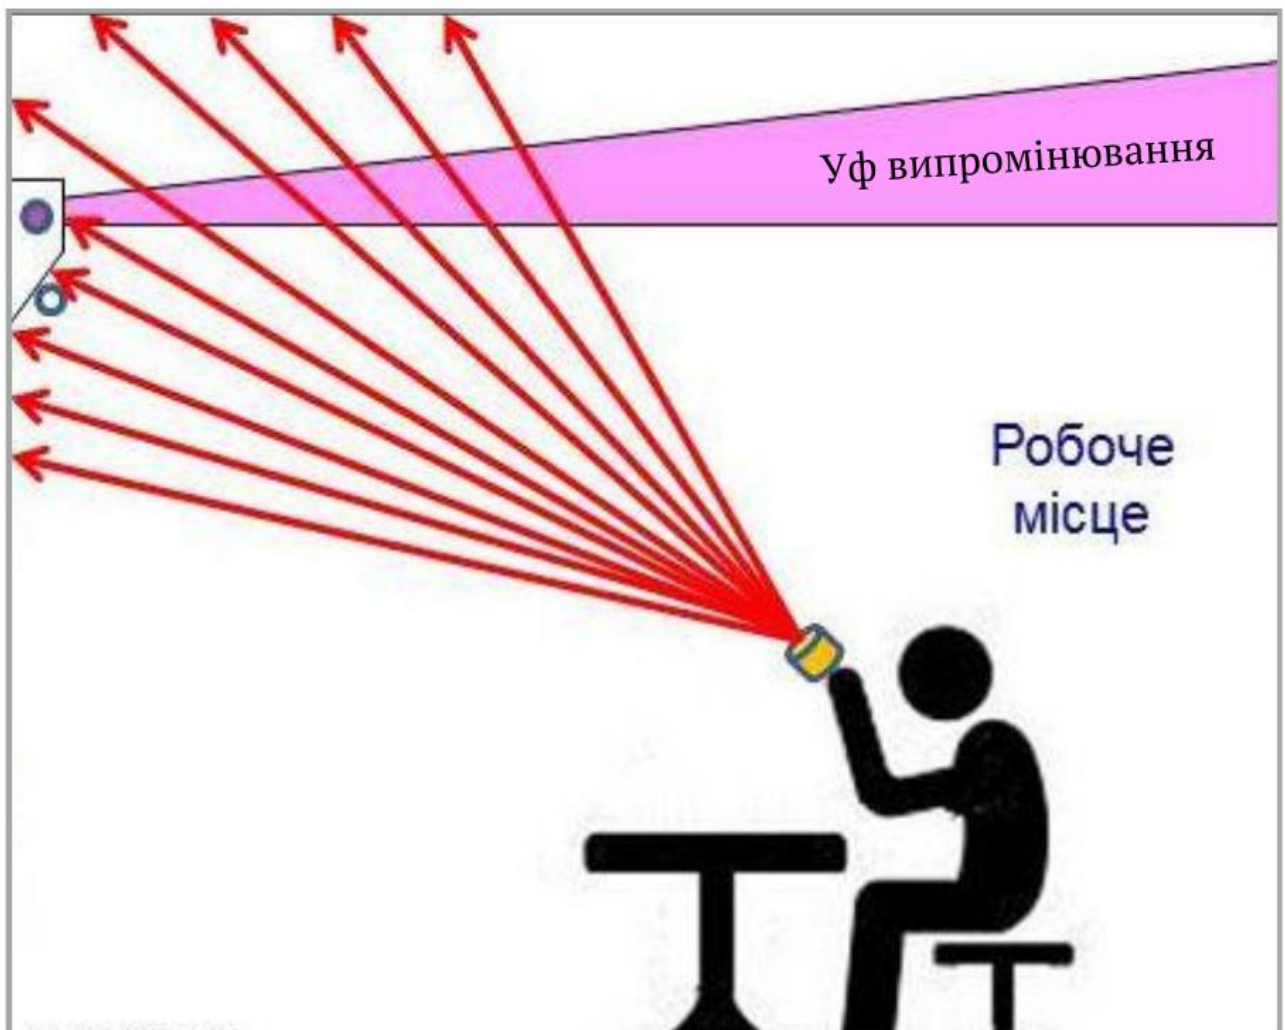 Уф випромінювання
Робоче
місце